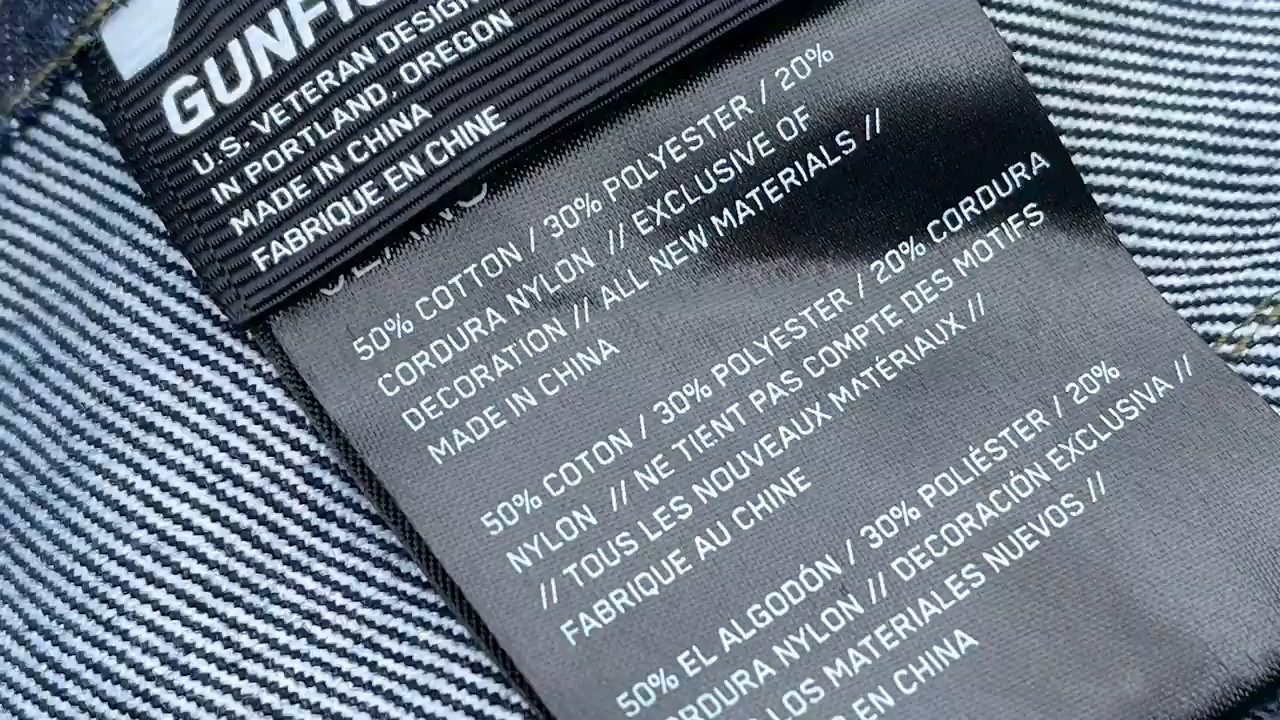 U.S. VETERAN DESIGN
IN PORTLAND, OREGON
MADE IN CHINA
FABRIQUE EN CHINE
50% COTTON / 30% POLYESTER / 20%
CORDURA NYLON // EXCLUSIVE OF
DECORATION // ALL NEW MATERIALS //
MADE IN CHINA
50% COTON / 30% POLYESTER / 20% CORDURA
NYLON // NE TIENT PAS COMPTE DES MOTIFS
// TOUS LES NOUVEAUX MATÉRIAUX //
FABRIQUE AU CHINE
50% EL ALGODÓN / 30% POLIÉSTER / 20%
CORDURA NYLON // DECORACIÓN EXCLUSIVA //
LOS MATERIALES NUEVOS //
EN CHINA